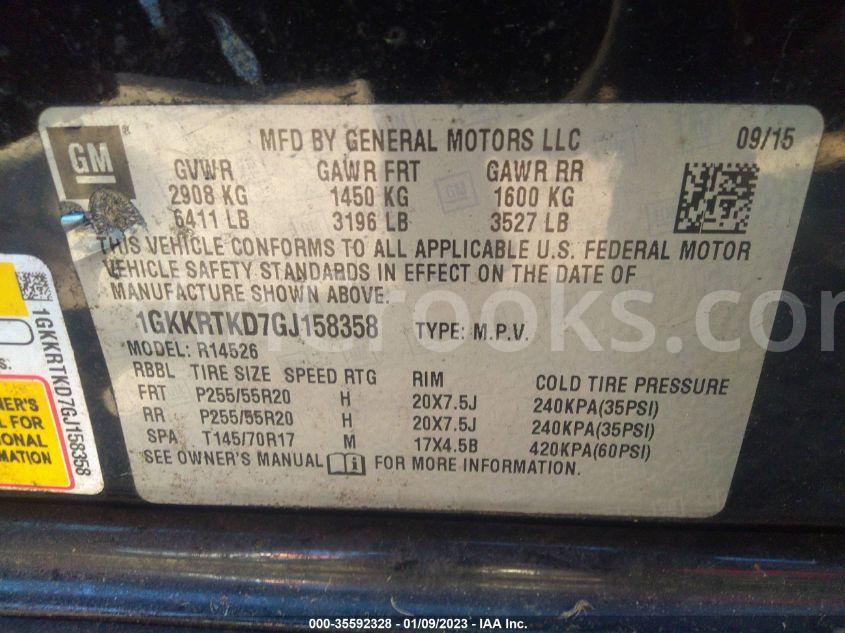 GM
MFD BY GENERAL MOTORS LLC 09/15
GVWR GAWR FRT GAWR RR
2908 KG 1450 KG 1600 KG
6411 LB 3196 LB 3527 LB
THIS VEHICLE CONFORMS TO ALL APPLICABLE U.S. FEDERAL MOTOR
VEHICLE SAFETY STANDARDS IN EFFECT ON THE DATE OF
MANUFACTURE SHOWN ABOVE.
1GKKRTKD7GJ158358 TYPE: M.P.V.
MODEL: R14526
RBBL TIRE SIZE SPEED RTG RIM COLD TIRE PRESSURE
FRT P255/55R20 H 20X7.5J 240KPA(35PSI)
RR P255/55R20 H 20X7.5J 240KPA(35PSI)
SPA T145/70R17 M 17X4.5B 420KPA(60PSI)
SEE OWNER'S MANUAL i FOR MORE INFORMATION.
1GKKRTKD7GJ158358
S:
NER'S
L FOR
IONAL
MATION
000-35592328 - 01/09/2023 - IAA Inc.